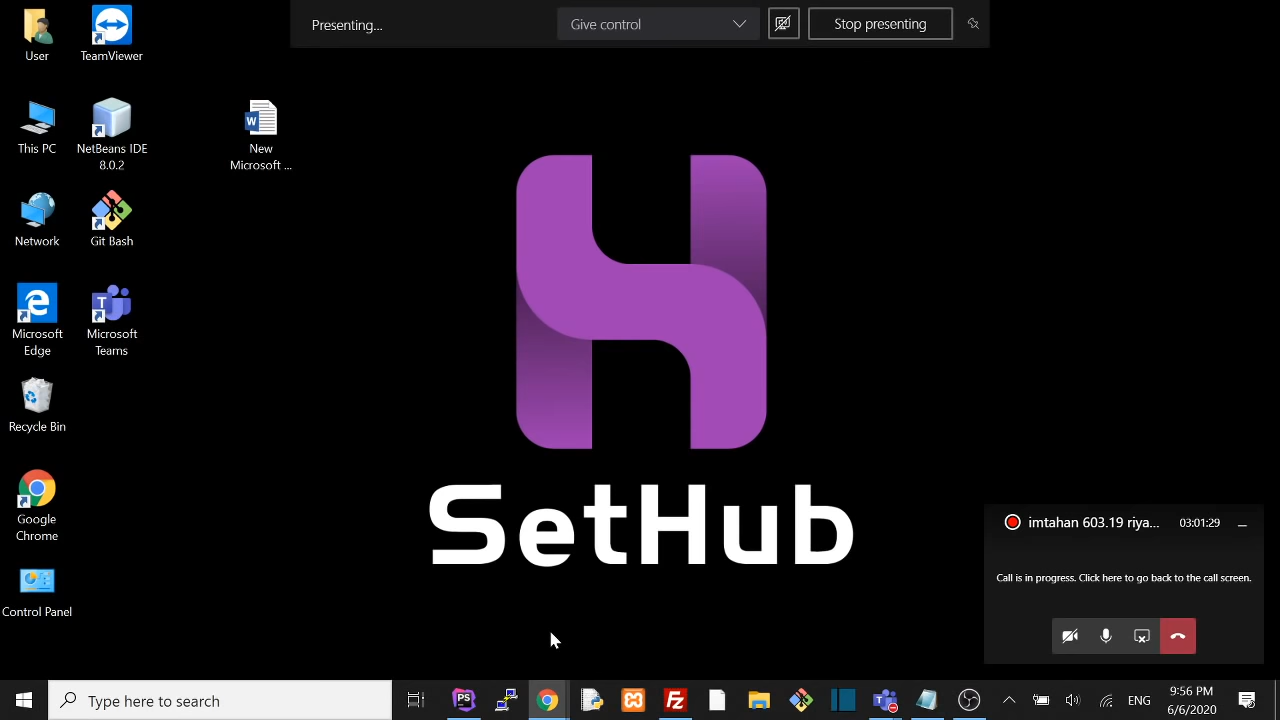 Presenting...
Give control
Stop presenting
User
TeamViewer
This PC
NetBeans IDE
8.0.2
New
Microsoft ...
Network
Git Bash
Microsoft
Edge
Microsoft
Teams
Recycle Bin
Google
Chrome
Control Panel
SetHub
imtahan 603.19 riya...
03:01:29
Call is in progress. Click here to go back to the call screen.
Type here to search
ENG
9:56 PM
6/6/2020